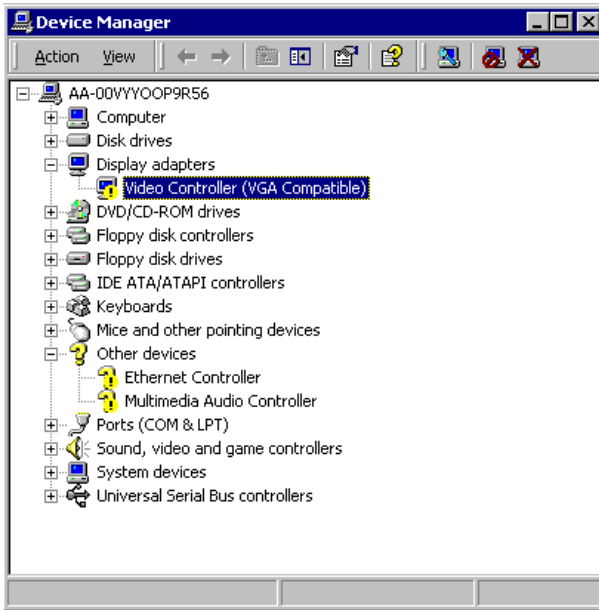 Device Manager
Action View
AA-00VYYOOP9R56
Computer
Disk drives
Display adapters
Video Controller (VGA Compatible)
DVD/CD-ROM drives
Floppy disk controllers
Floppy disk drives
IDE ATA/ATAPI controllers
Keyboards
Mice and other pointing devices
Other devices
Ethernet Controller
Multimedia Audio Controller
Ports (COM & LPT)
Sound, video and game controllers
System devices
Universal Serial Bus controllers